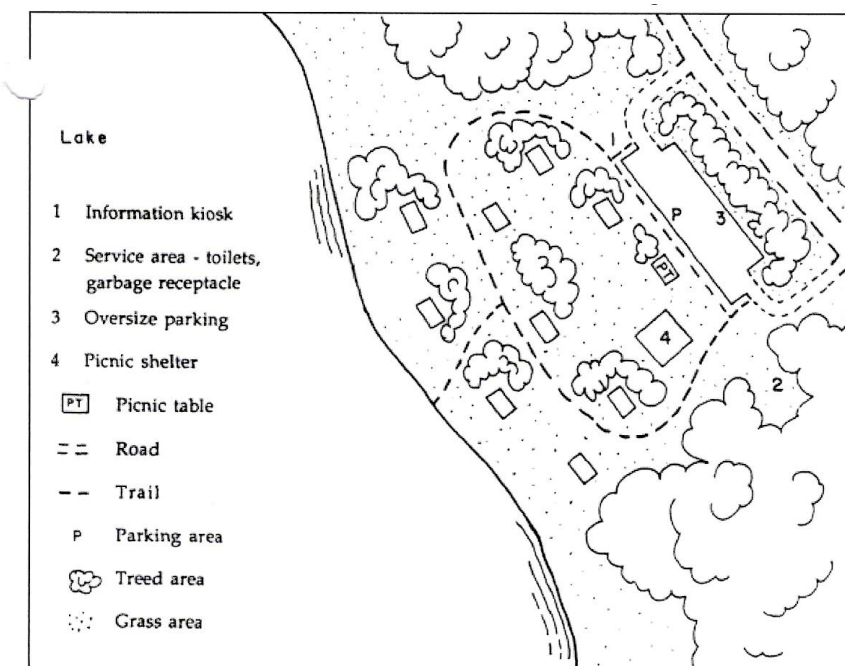 Lake
1 Information kiosk
2 Service area - toilets,
garbage receptacle
3 Oversize parking
4 Picnic shelter
PT Picnic table
Road
Trail
P Parking area
Treed area
Grass area
1
P 3
PT
4
2